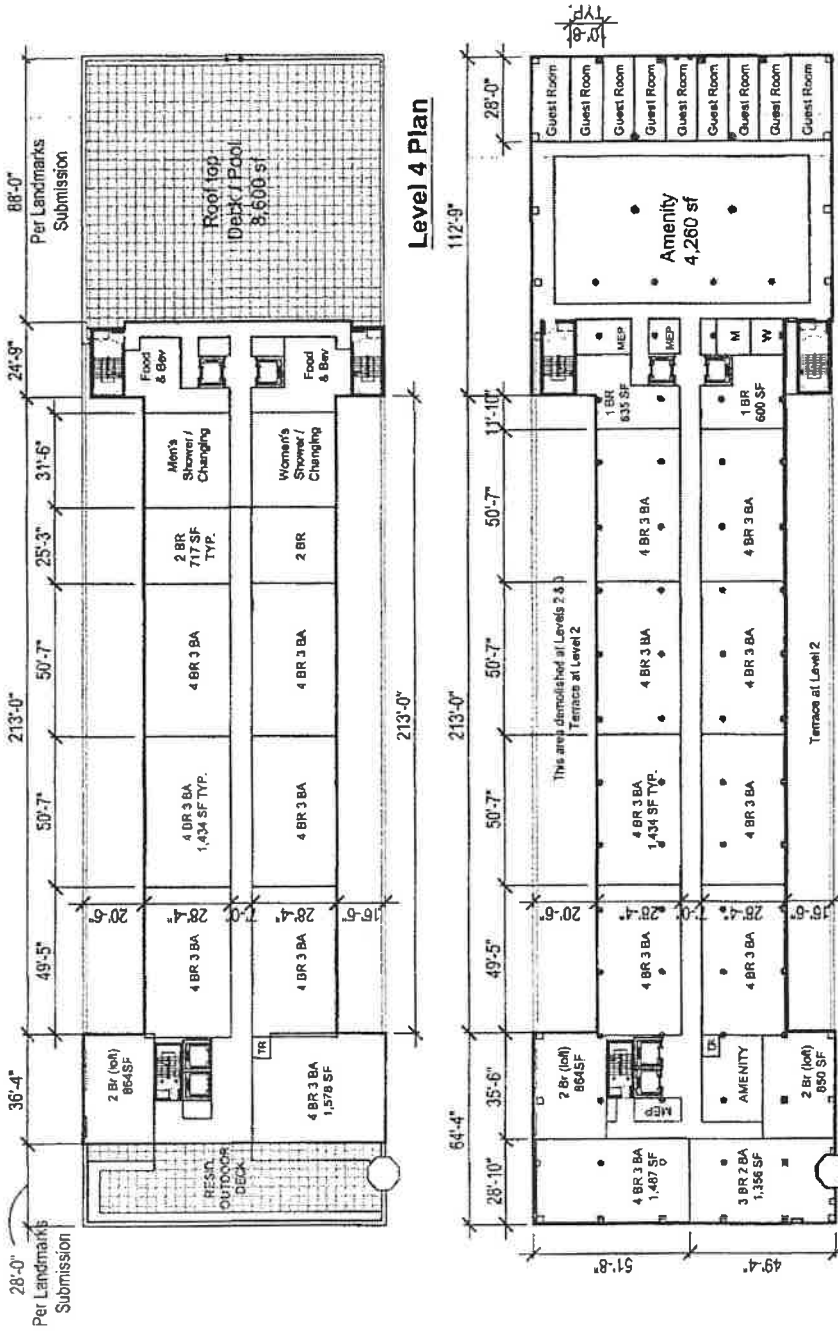 88'-0"
Per Landmarks
Submission
24'-9"
213'-0"
31'-6"
25'-3"
50'-7"
50'-7"
49'-5"
36'-4"
28'-0"
Per Landmarks
Submission
Roof top
Deck / Pool
8,600 sf
Food
& Bev
Food
& Bev
Men's
Shower /
Changing
Women's
Shower /
Changing
2 BR
717 SF
TYP.
2 BR
4 BR 3 BA
4 BR 3 BA
4 BR 3 BA
1,434 SF TYP.
4 BR 3 BA
4 BR 3 BA
4 BR 3 BA
20'-6"
28'-4"
7'-0"
28'-4"
16'-6"
2 Br (loft)
864SF
TR
4 BR 3 BA
1,578 SF
RESID.
OUTDOOR
DECK
213'-0"
Level 4 Plan
TYP.
28'-0"
112'-9"
11'-10"
213'-0"
50'-7"
50'-7"
50'-7"
49'-5"
64'-4"
35'-6"
28'-10"
Guest Room
Guest Room
Guest Room
Guest Room
Guest Room
Guest Room
Guest Room
Guest Room
Amenity
4,260 sf
MEP
MEP
M
W
1 BR
635 SF
1 BR
600 SF
4 BR 3 BA
4 BR 3 BA
4 BR 3 BA
4 BR 3 BA
4 BR 3 BA
1,434 SF TYP.
4 BR 3 BA
4 BR 3 BA
4 BR 3 BA
This area demolished at Levels 2 &
Terrace at Level 2
Terrace at Level 2
20'-6"
28'-4"
7'-0"
28'-4"
16'-6"
2 Br (loft)
864SF
MEP
AMENITY
2 Br (loft)
850 SF
4 BR 3 BA
1,487 SF
3 BR 2 BA
1,356 SF
51'-8"
49'-4"